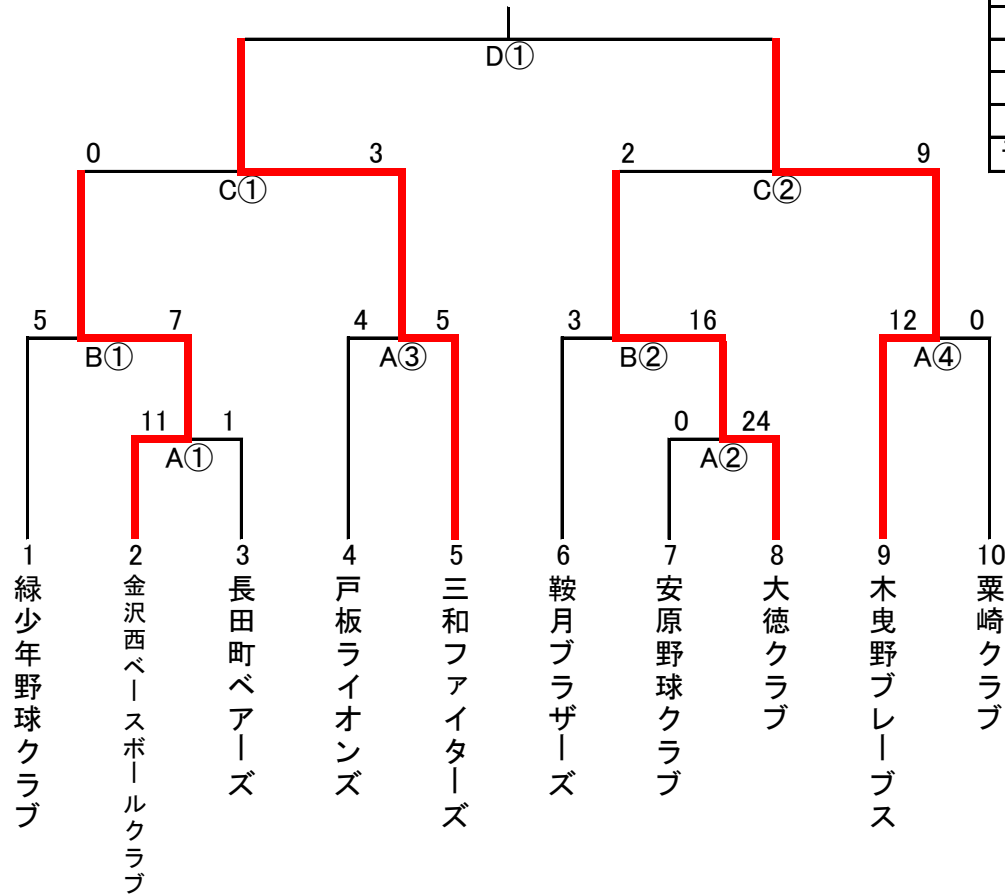 D①
0 3 2 9
C① C②
5 7 4 5 3 16 12 0
B① A③ B② A④
11 1 0 24
A① A②
1 2 3 4 5 6 7 8 9 10
緑少年野球クラブ
金沢西ベースボールクラブ
長田町ベアーズ
戸板ライオンズ
三和ファイターズ
鞍月ブラザーズ
安原野球クラブ
大徳クラブ
木曳野ブレーブス
粟崎クラブ